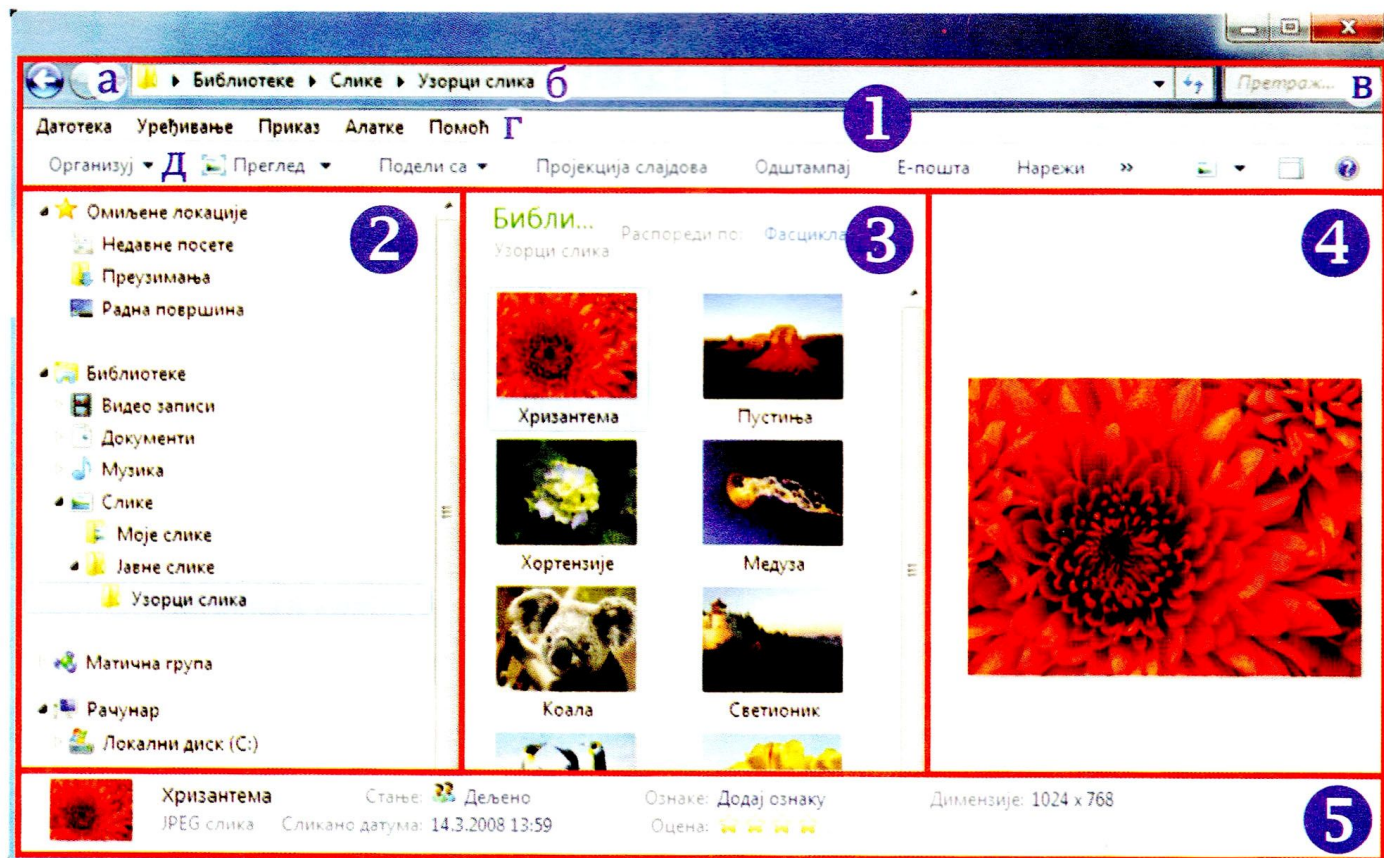 а Библиотеке Слике Узорци слика б Претраж... в
Датотека Уређивање Приказ Алатке Помоћ г 1
Организуј Д Преглед Подели са Пројекција слајдова Одштампај Е-пошта Нарежи »
Омиљене локације
Недавне посете
Преузимања
Радна површина
Библиотеке
Видео записи
Документи
Музика
Слике
Моје слике
Јавне слике
Узорци слика
Матична група
Рачунар
Локални диск (C:)
2
Библи...
Узорци слика
Распореди по: Фасцикла
3
Хризантема Пустиња
Хортензије Медуза
Коала Светионик
4
Хризантема Стање: Дељено Ознаке: Додај ознаку Димензије: 1024 x 768
JPEG слика Сликано датума: 14.3.2008 13:59 Оцена:
5